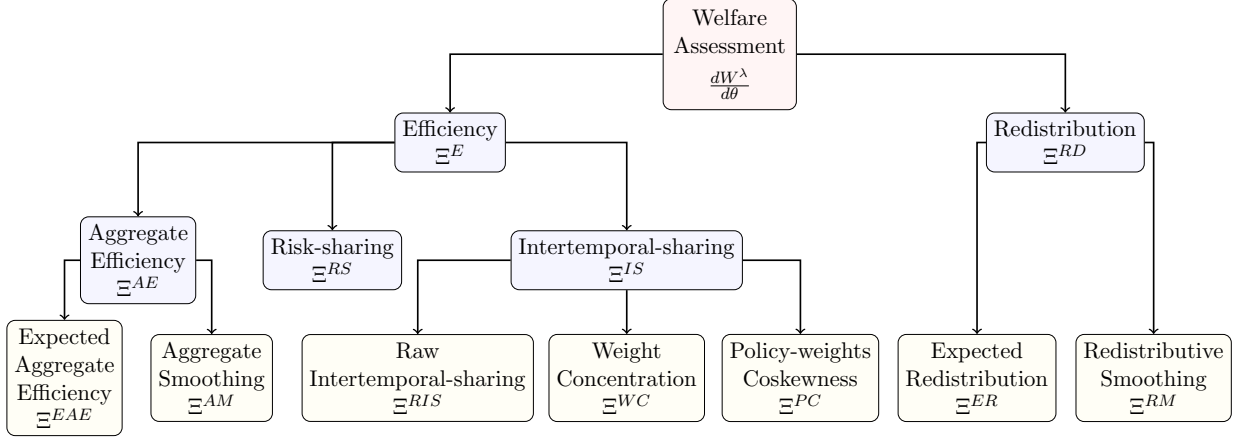 Welfare
Assessment
dW^λ/dθ
Efficiency
Ξ^E
Redistribution
Ξ^RD
Aggregate
Efficiency
Ξ^AE
Risk-sharing
Ξ^RS
Intertemporal-sharing
Ξ^IS
Expected
Aggregate
Efficiency
Ξ^EAE
Aggregate
Smoothing
Ξ^AM
Raw
Intertemporal-sharing
Ξ^RIS
Weight
Concentration
Ξ^WC
Policy-weights
Coskewness
Ξ^PC
Expected
Redistribution
Ξ^ER
Redistributive
Smoothing
Ξ^RM